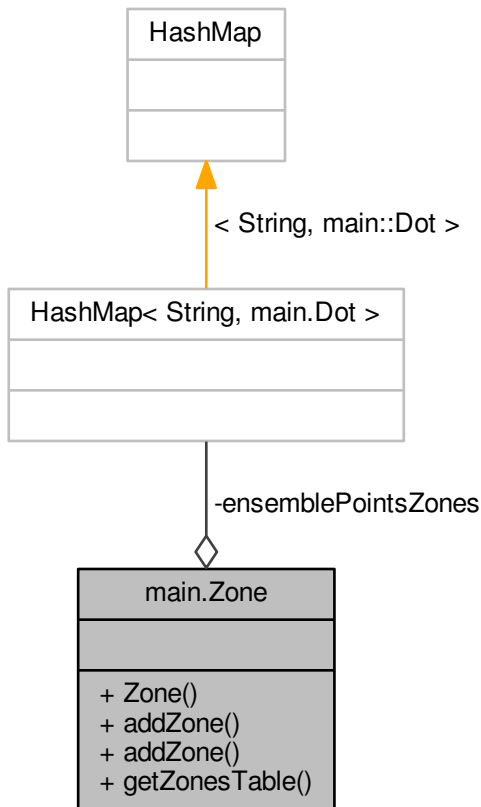 HashMap
< String, main::Dot >
HashMap< String, main.Dot >
-ensemblePointsZones
main.Zone
+ Zone()
+ addZone()
+ addZone()
+ getZonesTable()